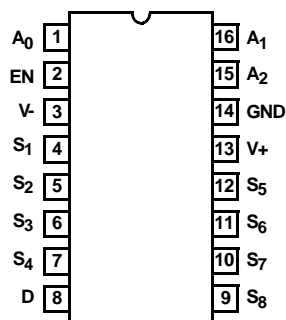 A0 1 16 A1
EN 2 15 A2
V- 3 14 GND
S1 4 13 V+
S2 5 12 S5
S3 6 11 S6
S4 7 10 S7
D 8 9 S8